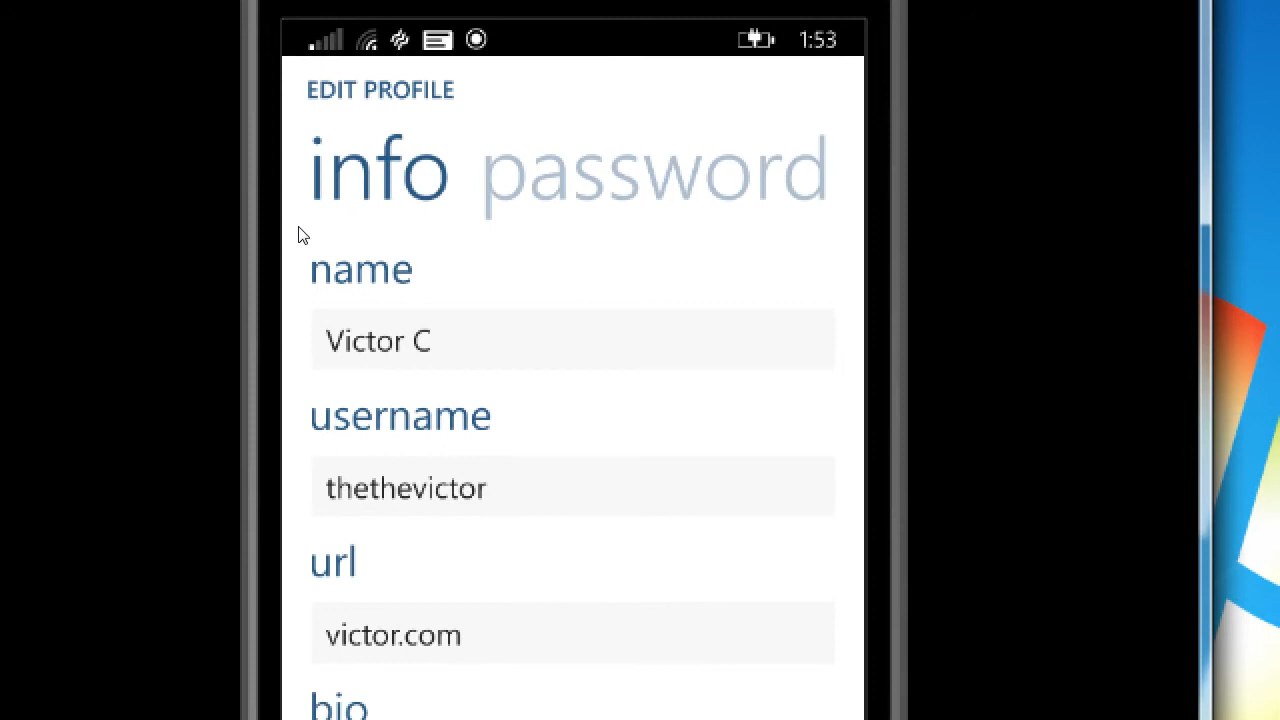 1:53
EDIT PROFILE
info password
name
Victor C
username
thethevictor
url
victor.com
bio